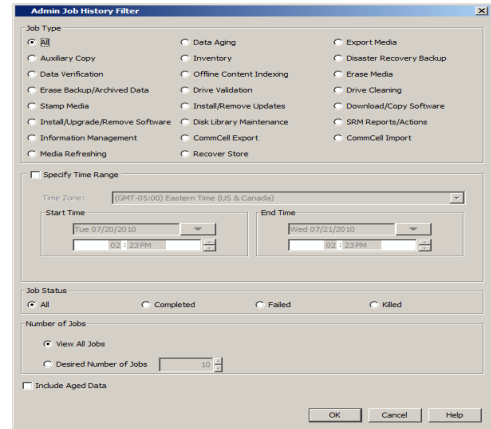 Admin Job History Filter
Job Type
All
Data Aging
Export Media
Auxiliary Copy
Inventory
Disaster Recovery Backup
Data Verification
Offline Content Indexing
Erase Media
Erase Backup/Archived Data
Drive Validation
Drive Cleaning
Stamp Media
Install/Remove Updates
Download/Copy Software
Install/Upgrade/Remove Software
Disk Library Maintenance
SRM Reports/Actions
Information Management
CommCell Export
CommCell Import
Media Refreshing
Recover Store
Specify Time Range
Time Zone: (GMT-05:00) Eastern Time (US & Canada)
Start Time
End Time
Tue 07/20/2010
Wed 07/21/2010
02 : 23 PM
02 : 23 PM
Job Status
All
Completed
Failed
Killed
Number of Jobs
View All Jobs
Desired Number of Jobs 10
Include Aged Data
OK
Cancel
Help